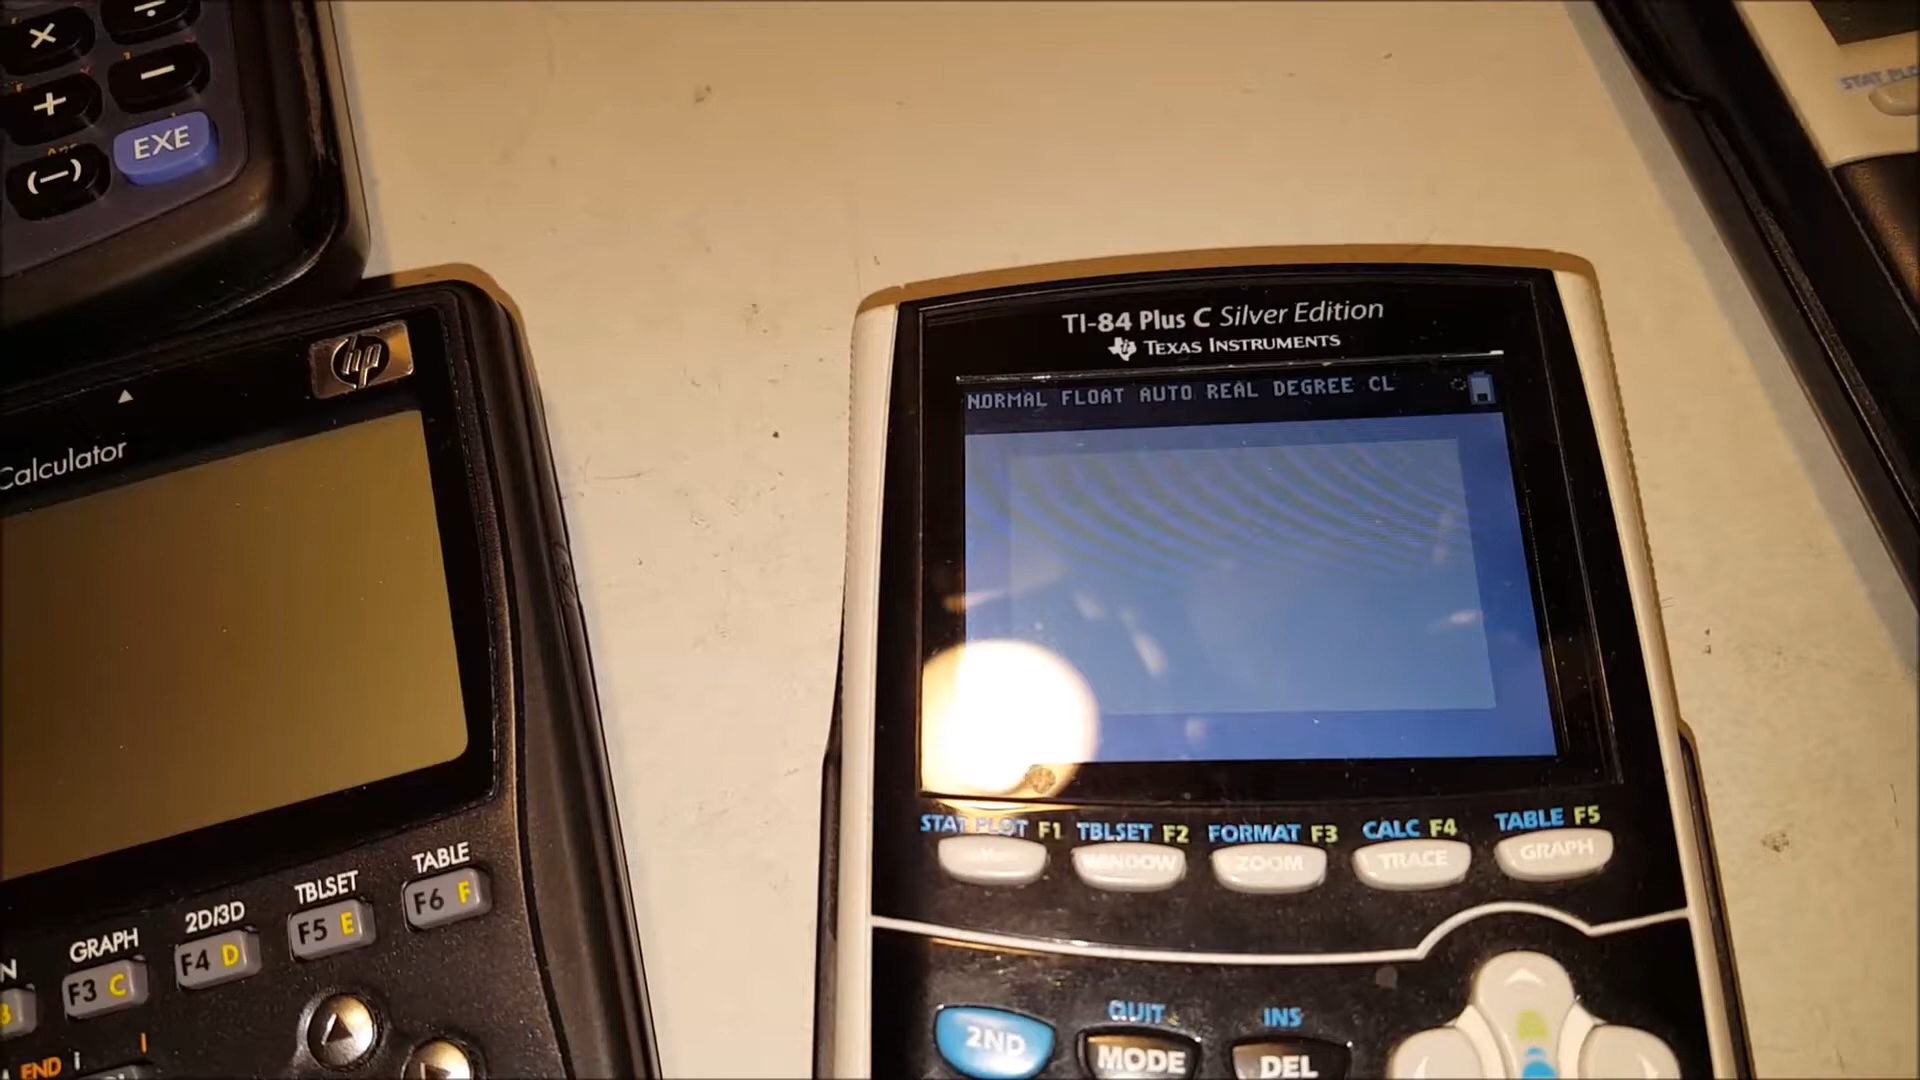 ×
÷
+
−
EXE
Ans
(−)
hp
Calculator
TABLE
TBLSET
2D/3D
GRAPH
N
F6 F
F5 E
F4 D
F3 C
B
END i
STAT PLO
TI-84 Plus C Silver Edition
TEXAS INSTRUMENTS
NORMAL FLOAT AUTO REAL DEGREE CL
STAT PLOT F1 TBLSET F2 FORMAT F3 CALC F4 TABLE F5
WINDOW ZOOM TRACE GRAPH
QUIT INS
2ND MODE DEL